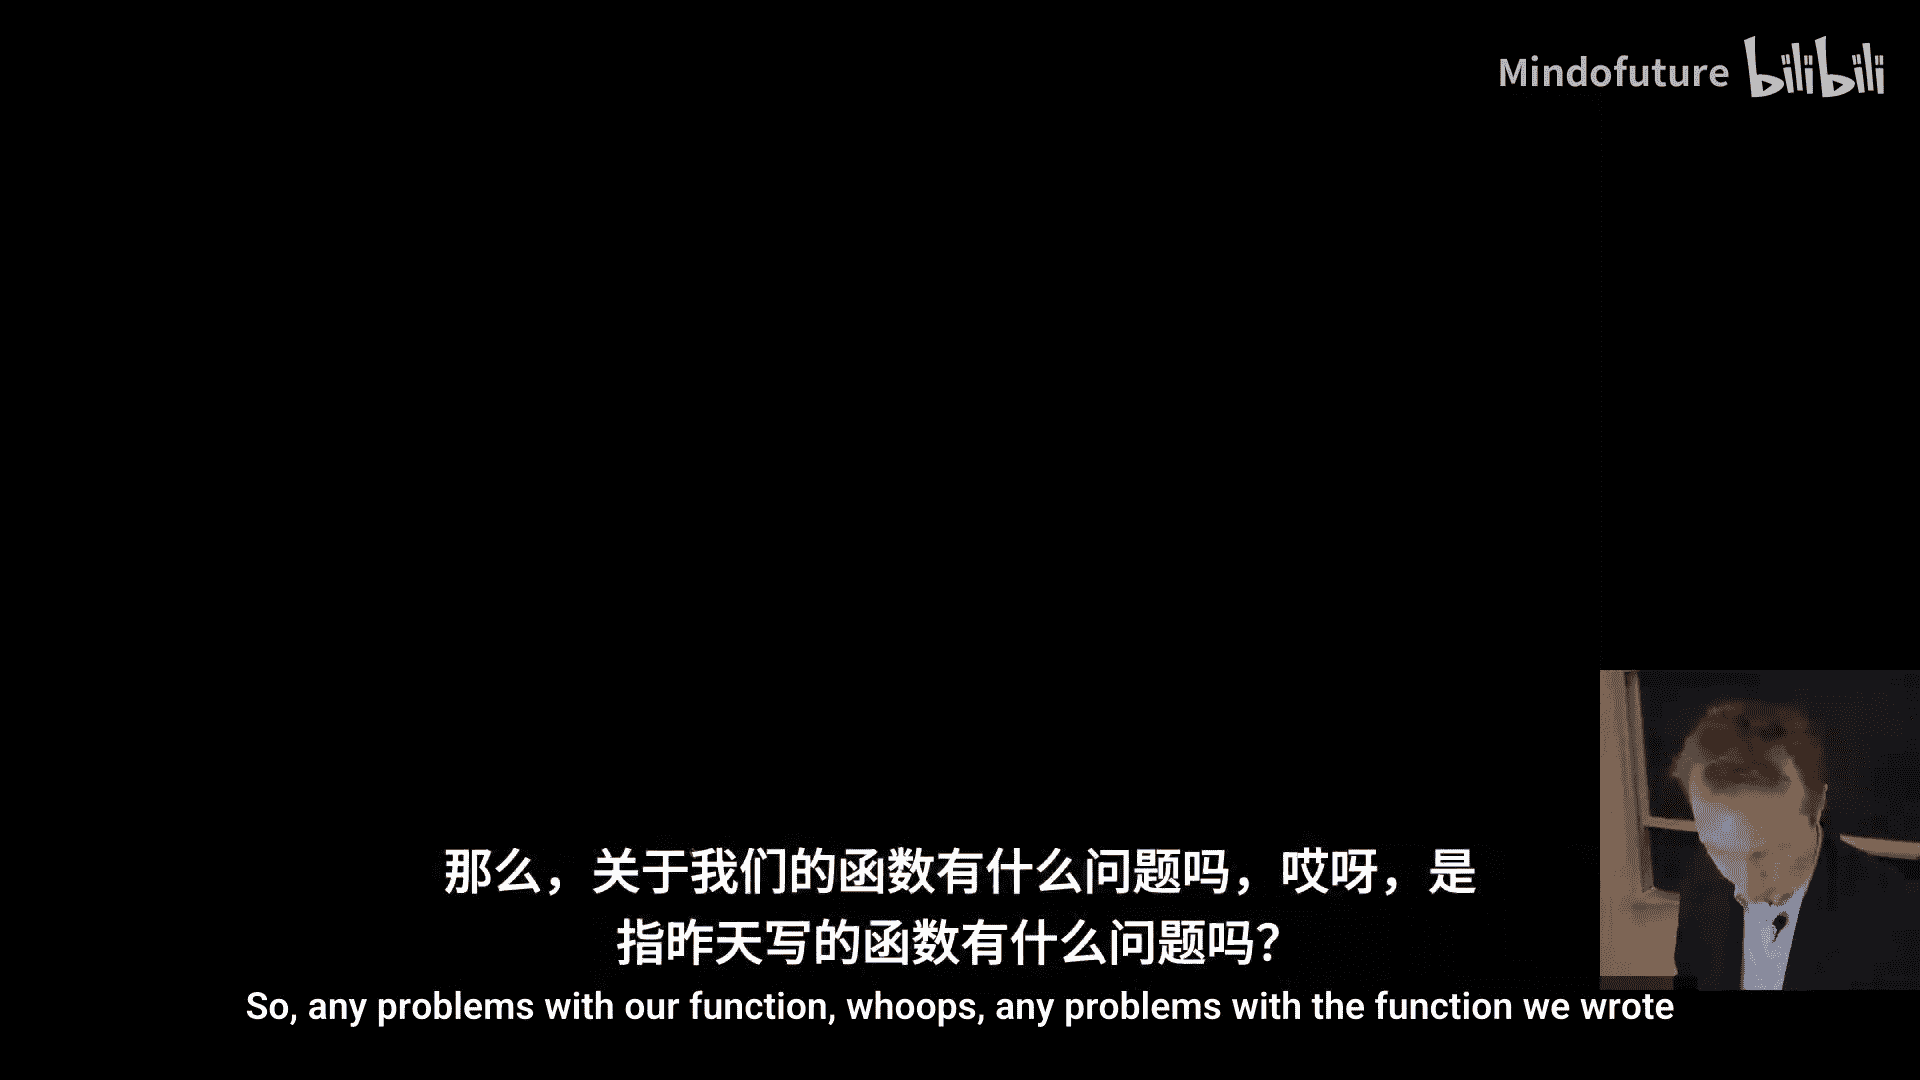 Mindofuture bilibili
那么，关于我们的函数有什么问题吗，哎呀，是
指昨天写的函数有什么问题吗？
So, any problems with our function, whoops, any problems with the function we wrote